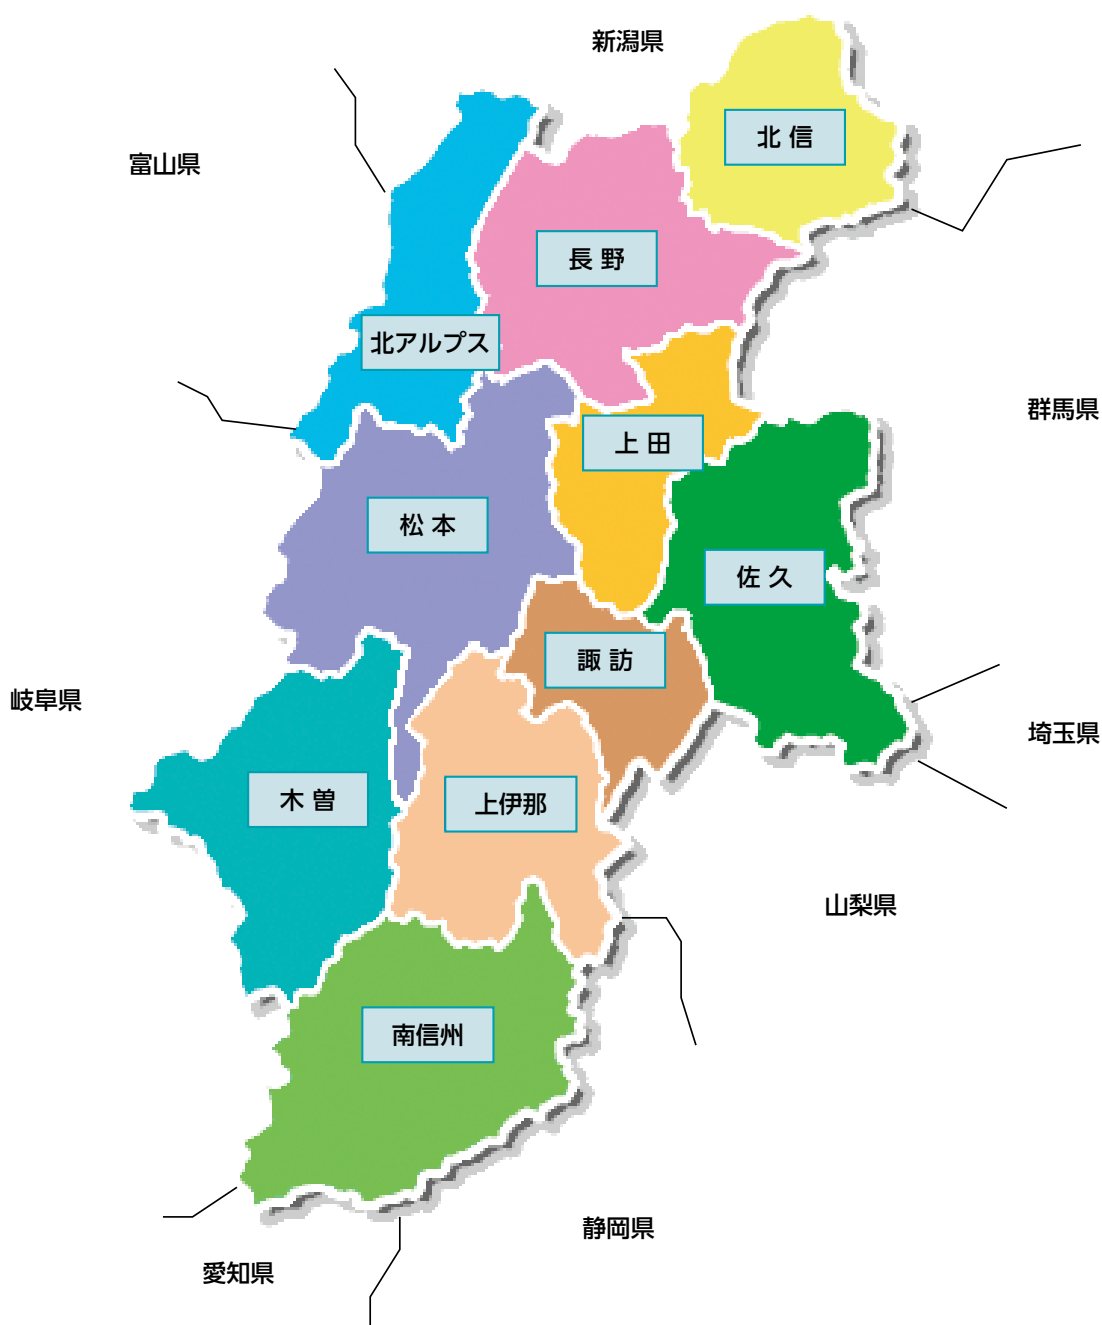 新潟県
北信
富山県
長野
北アルプス
群馬県
上田
松本
佐久
諏訪
岐阜県
埼玉県
木曽
上伊那
山梨県
南信州
静岡県
愛知県